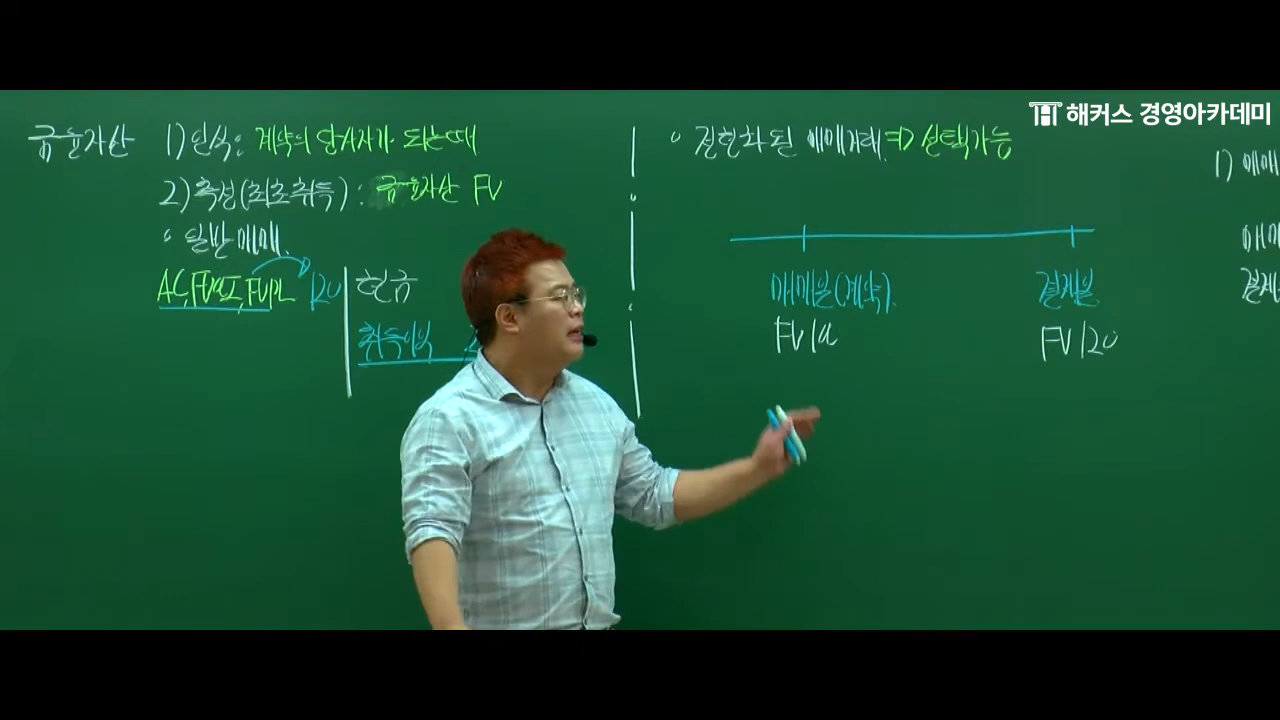 해커스 경영아카데미
금융자산 1) 인식: 계약의 당사자가 되는때
2) 측정(최초취득): 금융자산 FV
◦ 일반매매
AC, FVOCI, FVPL 120 | 현금
취득이익
◦ 정형화된 매매거래 ⇒ 선택가능
매매일(계약). 결제일
FV 100 FV 120
1) 매매
매매
결제